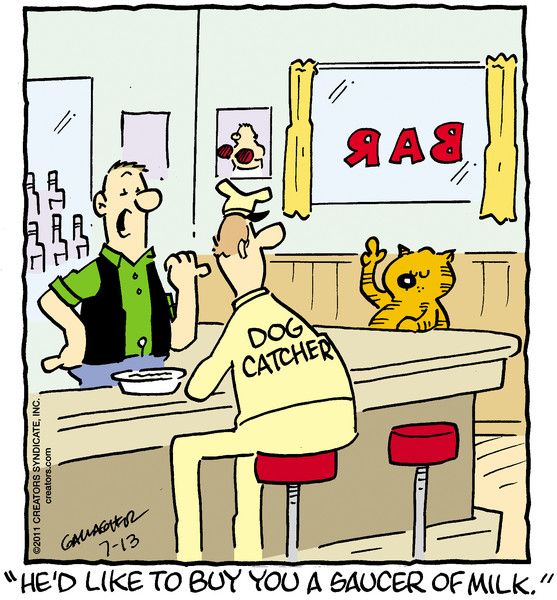 BAR
DOG
CATCHER
©2011 CREATORS SYNDICATE, INC.
creators.com
GALLAGHER
7-13
"HE'D LIKE TO BUY YOU A SAUCER OF MILK."